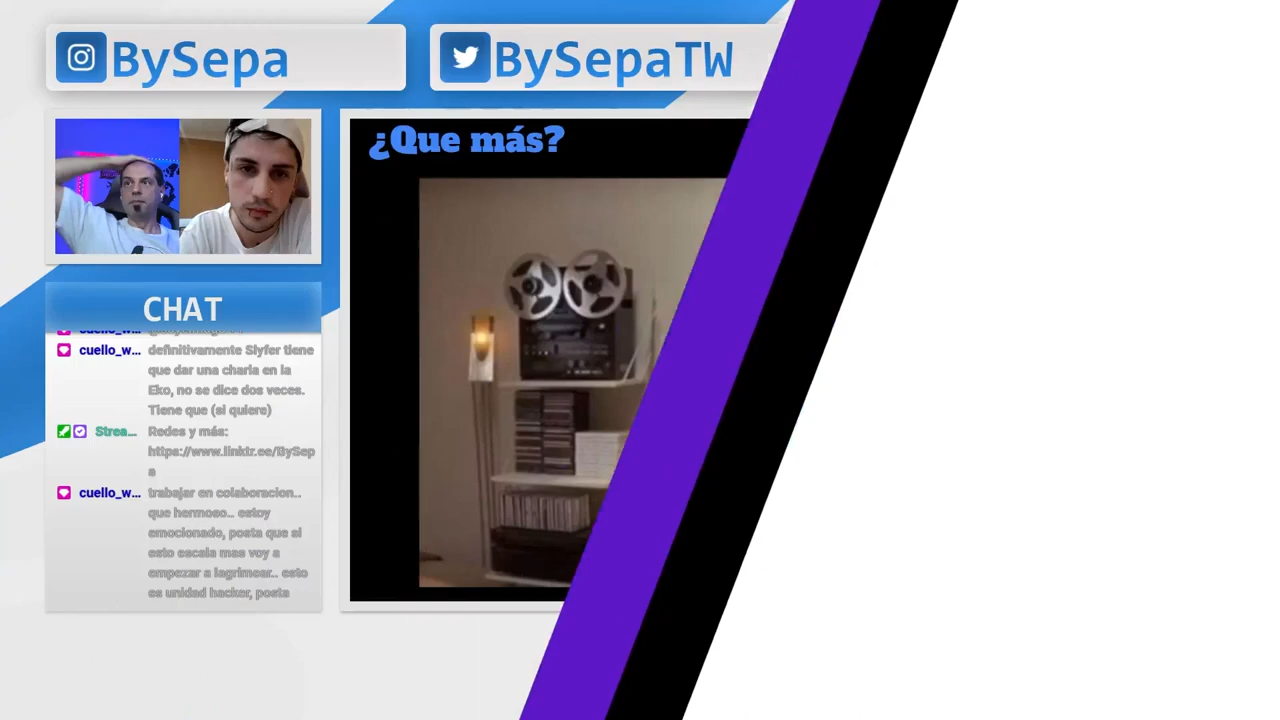 BySepa
BySepaTW
¿Que más?
CHAT
cuello_w...
definitivamente Slyfer tiene
que dar una charla en la
Eko, no se dice dos veces.
Tiene que (si quiere)
Strea... Redes y más:
https://www.linktr.ee/BySep
a
cuello_w... trabajar en colaboracion..
que hermoso.. estoy
emocionado, posta que si
esto escala mas voy a
empezar a lagrimear.. esto
es unidad hacker, posta